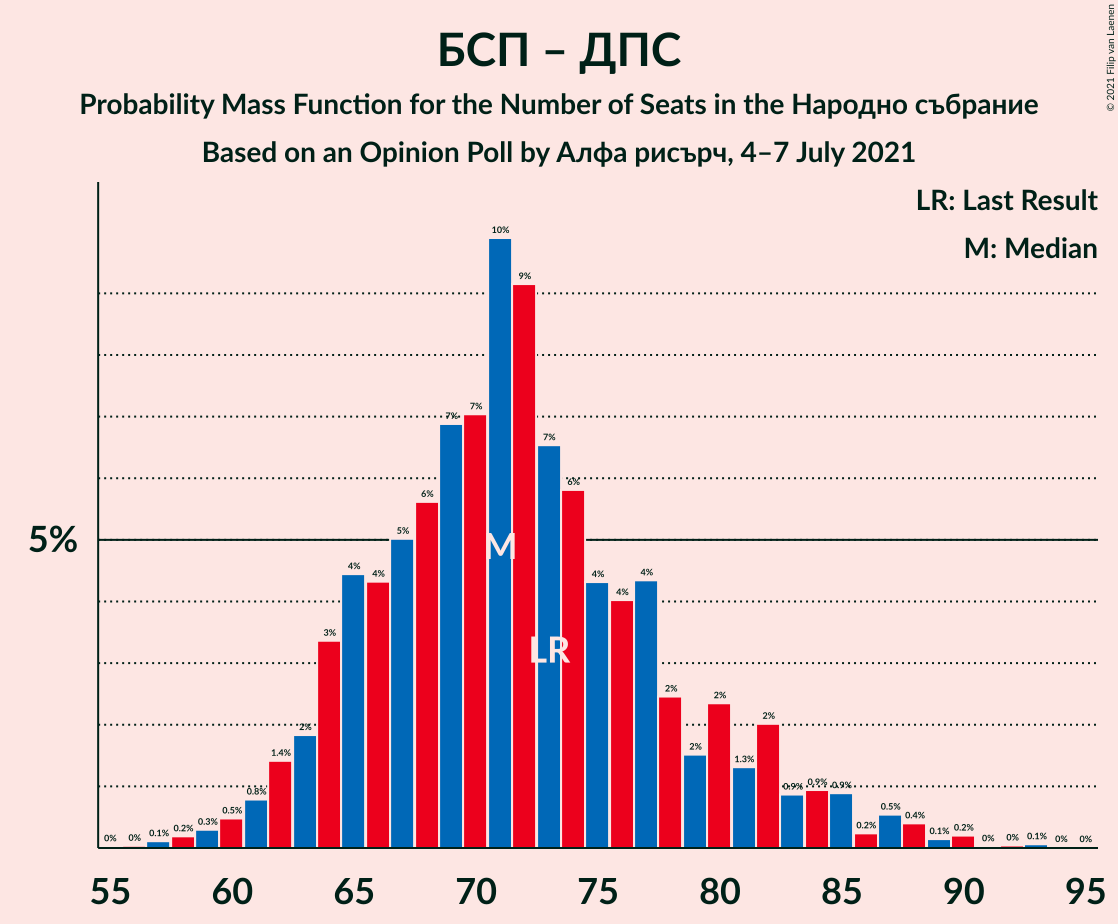 БСП – ДПС
Probability Mass Function for the Number of Seats in the Народно събрание
Based on an Opinion Poll by Алфа рисърч, 4–7 July 2021
© 2021 Filip van Laenen
LR: Last Result
M: Median
5%
0% 0% 0.1% 0.2% 0.3% 0.5% 0.8% 1.4% 2% 3% 4% 4% 5% 6% 7% 7% 10% 9% 7% 6% 4% 4% 4% 2% 2% 2% 1.3% 2% 0.9% 0.9% 0.9% 0.2% 0.5% 0.4% 0.1% 0.2% 0% 0% 0.1% 0% 0%
M
LR
55 60 65 70 75 80 85 90 95